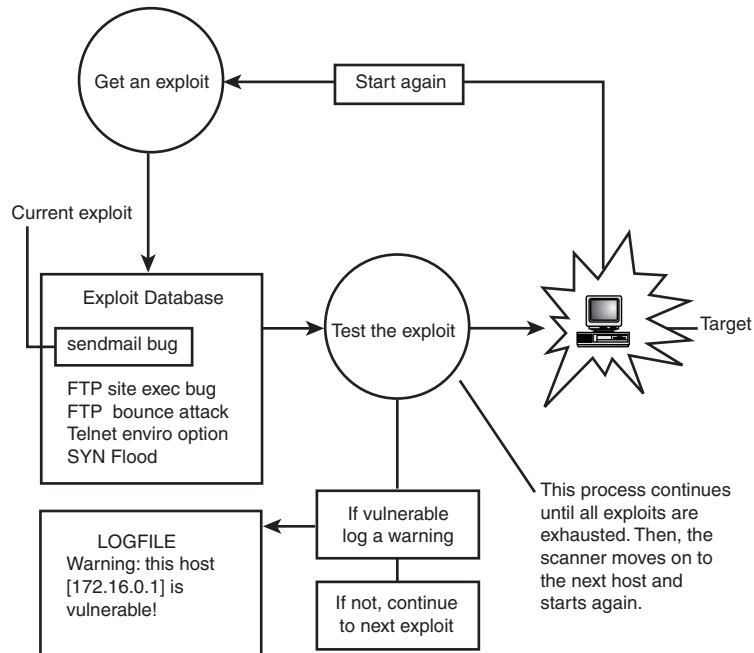 Get an exploit
Start again
Current exploit
Exploit Database
sendmail bug
FTP site exec bug
FTP bounce attack
Telnet enviro option
SYN Flood
Test the exploit
Target
If vulnerable
log a warning
If not, continue
to next exploit
LOGFILE
Warning: this host
[172.16.0.1] is
vulnerable!
This process continues
until all exploits are
exhausted. Then, the
scanner moves on to
the next host and
starts again.